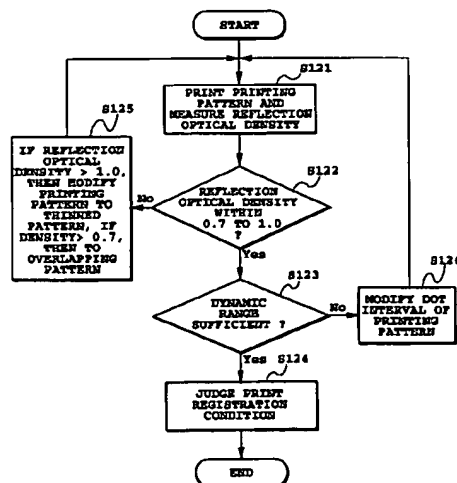 START
S121
PRINT PRINTING
PATTERN AND
MEASURE REFLECTION
OPTICAL DENSITY
S125
IF REFLECTION
OPTICAL
DENSITY > 1.0,
THEN MODIFY
PRINTING
PATTERN TO
THINNED
PATTERN, IF
DENSITY> 0.7,
THEN TO
OVERLAPPING
PATTERN
S122
REFLECTION
OPTICAL DENSITY
WITHIN
0.7 TO 1.0
?
No
Yes
S123
DYNAMIC
RANGE
SUFFICIENT ?
No
Yes
S126
MODIFY DOT
INTERVAL OF
PRINTING
PATTERN
S124
JUDGE PRINT
REGISTRATION
CONDITION
END